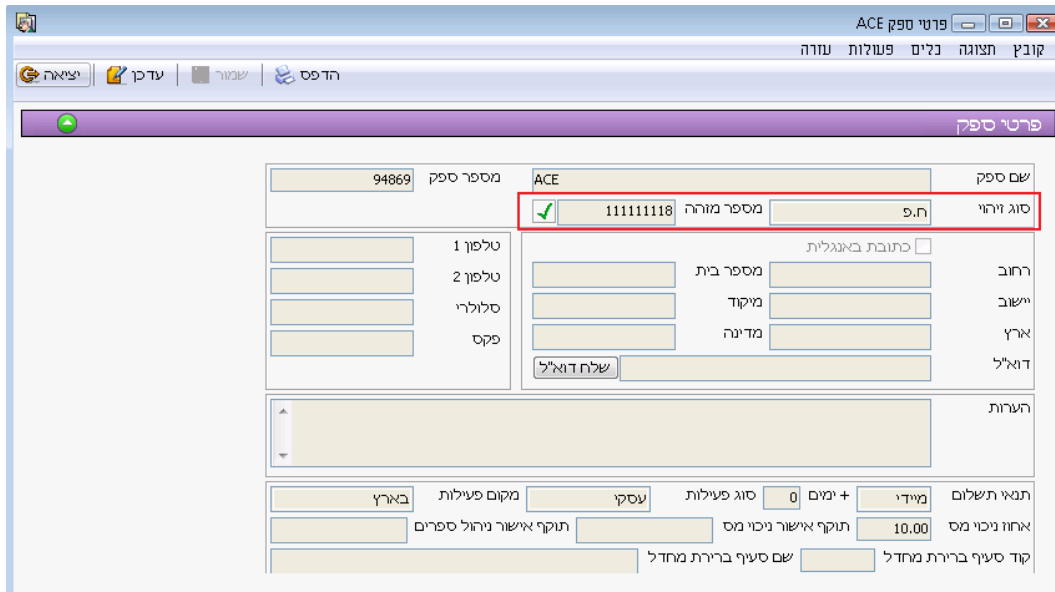 פרטי ספק ACE
קובץ תצוגה כלים פעולות עזרה
הדפס שמור עדכן יציאה
פרטי ספק
שם ספק ACE מספר ספק 94869
סוג זיהוי ח.פ מספר מזהה 111111118
כתובת באנגלית טלפון 1
רחוב מספר בית טלפון 2
יישוב מיקוד סלולרי
ארץ מדינה פקס
דוא"ל שלח דוא"ל
הערות
תנאי תשלום מיידי + ימים 0 סוג פעילות עסקי מקום פעילות בארץ
אחוז ניכוי מס 10.00 תוקף אישור ניכוי מס תוקף אישור ניהול ספרים
קוד סעיף ברירת מחדל שם סעיף ברירת מחדל